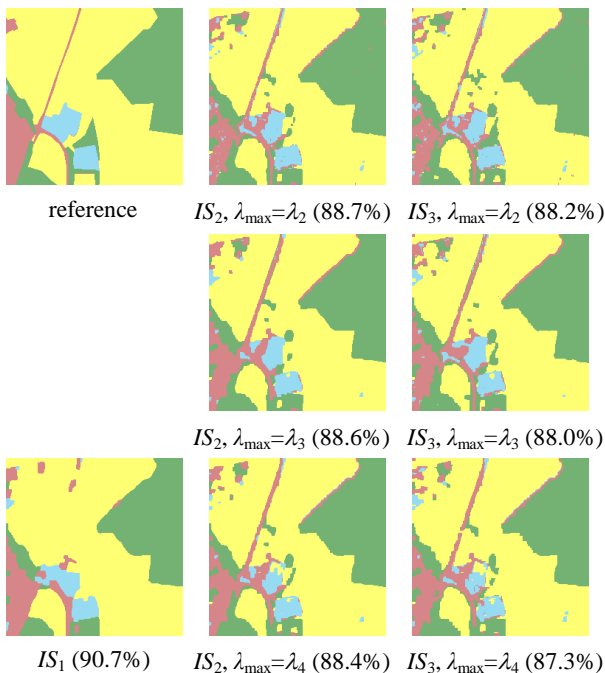 reference
IS₂, λmax=λ₂ (88.7%)
IS₃, λmax=λ₂ (88.2%)
IS₂, λmax=λ₃ (88.6%)
IS₃, λmax=λ₃ (88.0%)
IS₁ (90.7%)
IS₂, λmax=λ₄ (88.4%)
IS₃, λmax=λ₄ (87.3%)